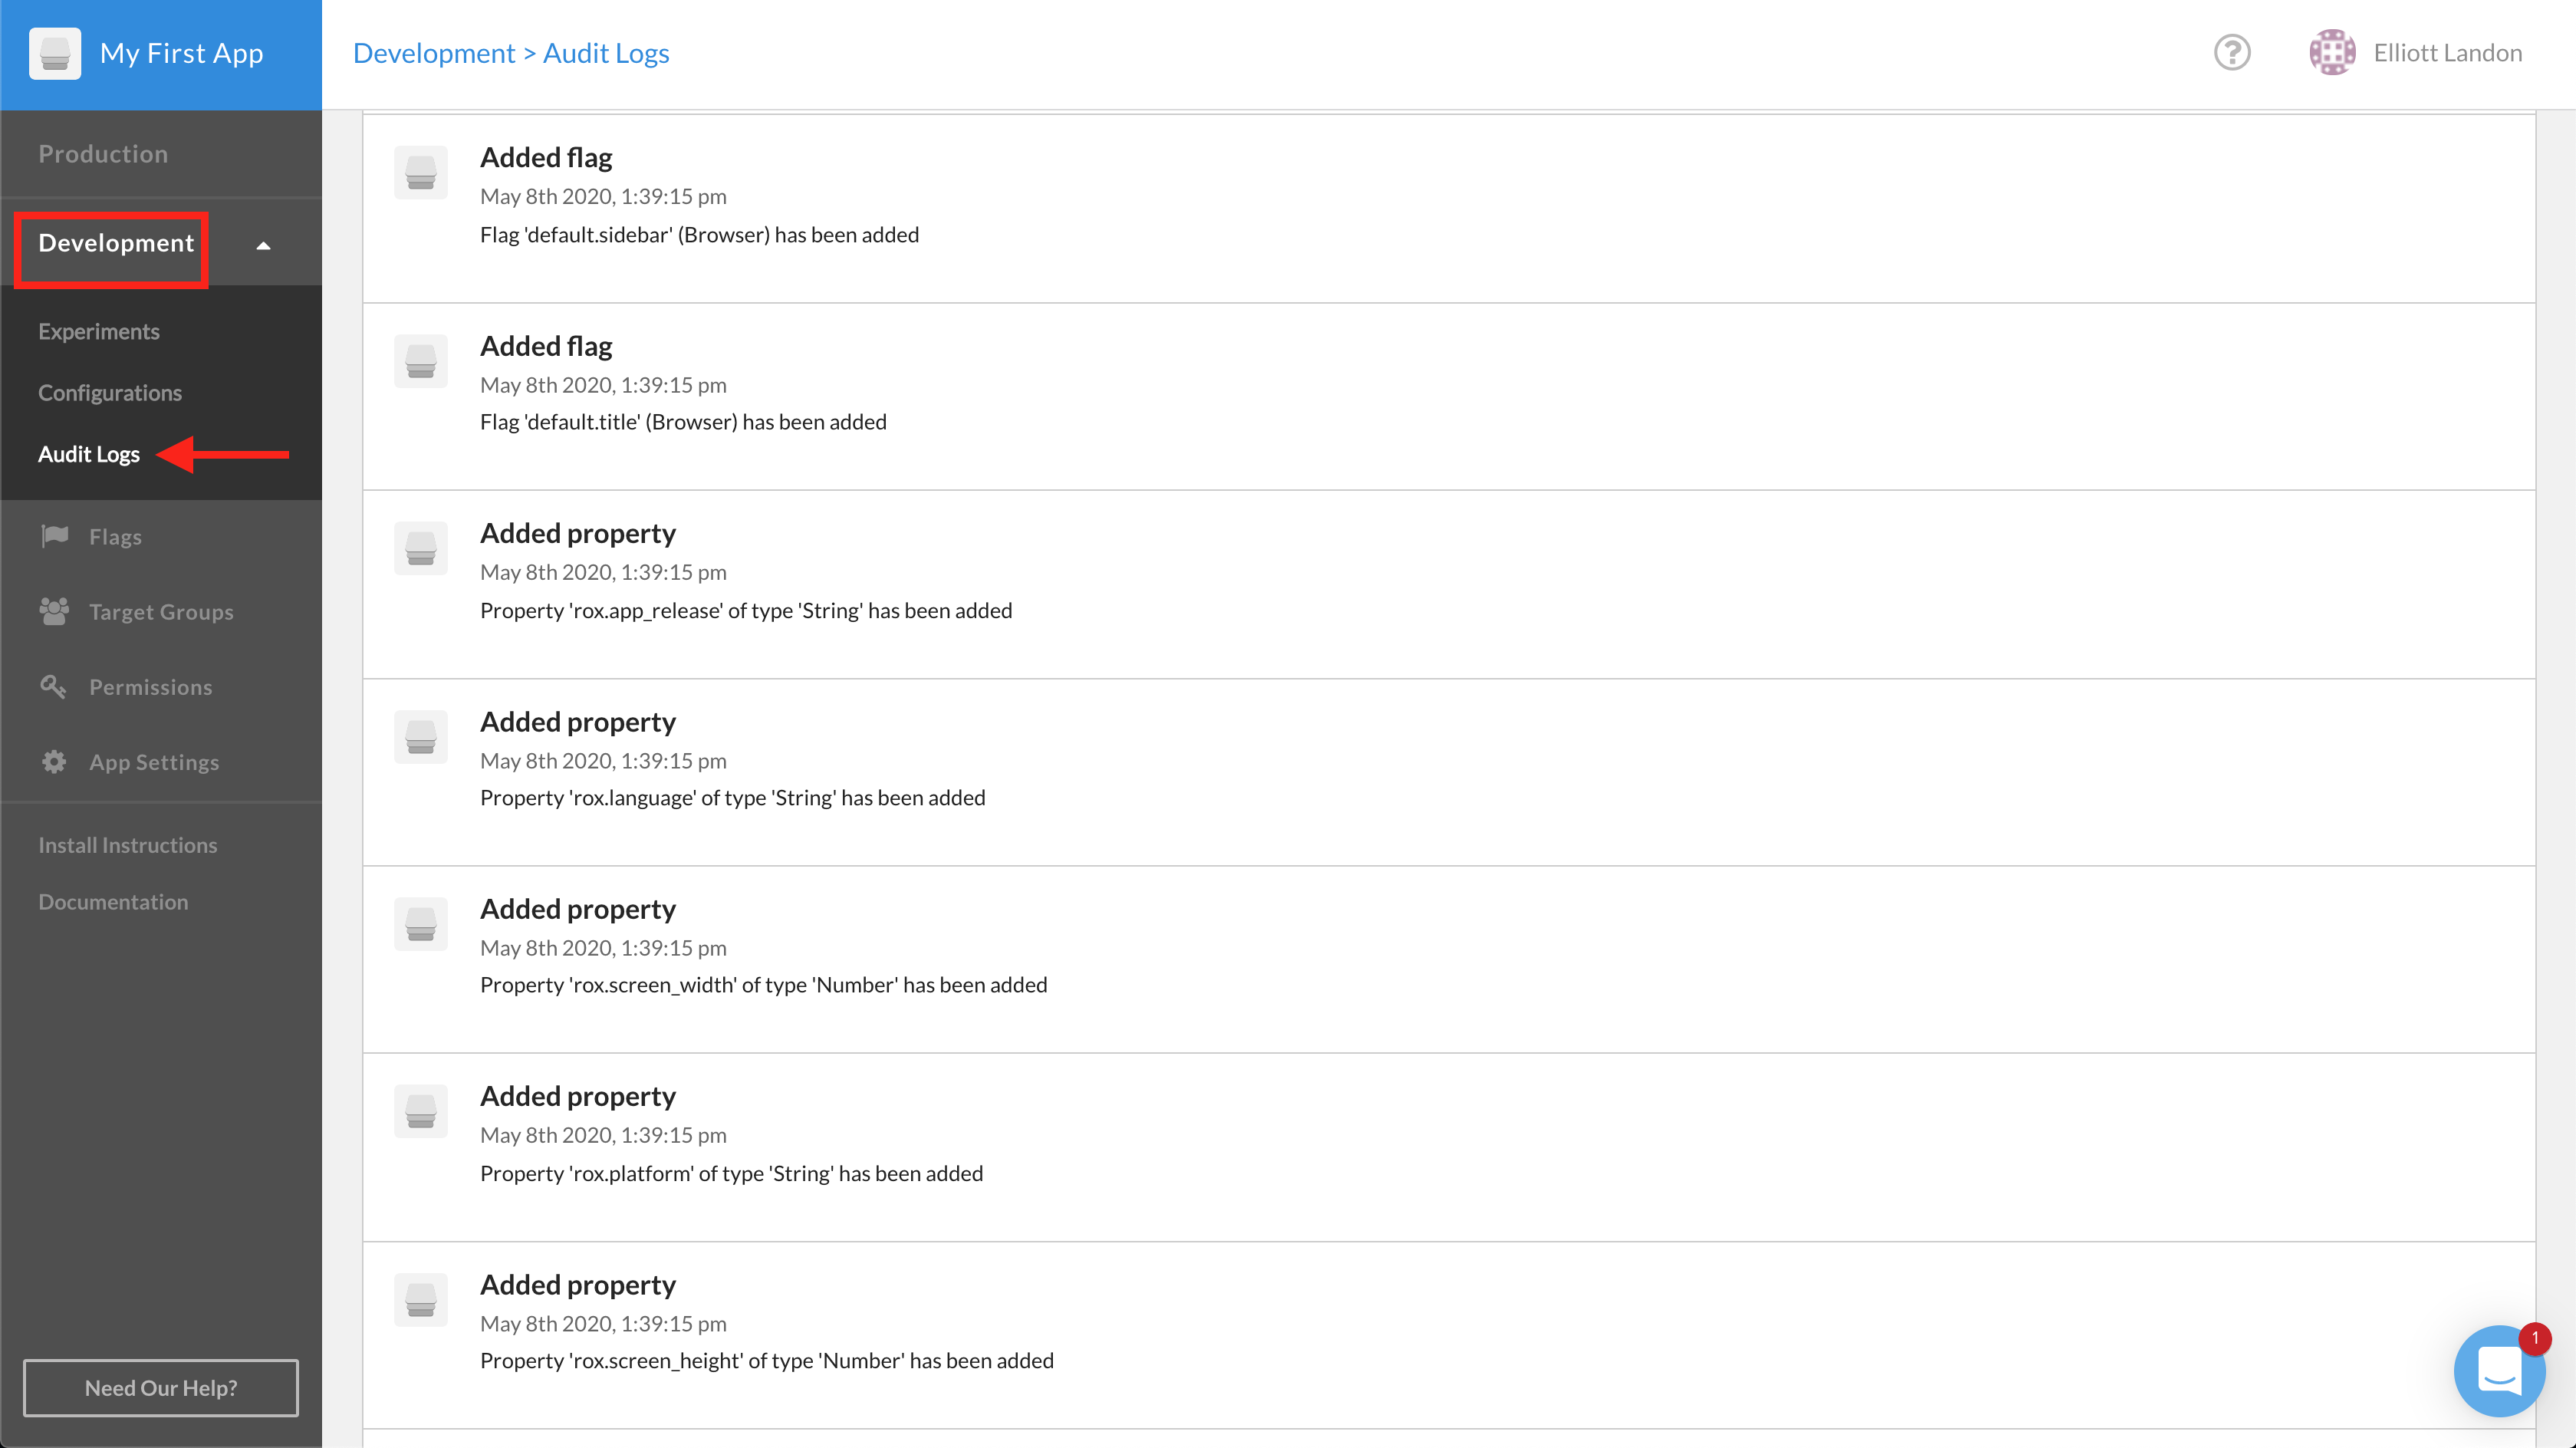 My First App
Development > Audit Logs
Elliott Landon
Production
Development
Experiments
Configurations
Audit Logs
Flags
Target Groups
Permissions
App Settings
Install Instructions
Documentation
Need Our Help?
Added flag
May 8th 2020, 1:39:15 pm
Flag 'default.sidebar' (Browser) has been added
Added flag
May 8th 2020, 1:39:15 pm
Flag 'default.title' (Browser) has been added
Added property
May 8th 2020, 1:39:15 pm
Property 'rox.app_release' of type 'String' has been added
Added property
May 8th 2020, 1:39:15 pm
Property 'rox.language' of type 'String' has been added
Added property
May 8th 2020, 1:39:15 pm
Property 'rox.screen_width' of type 'Number' has been added
Added property
May 8th 2020, 1:39:15 pm
Property 'rox.platform' of type 'String' has been added
Added property
May 8th 2020, 1:39:15 pm
Property 'rox.screen_height' of type 'Number' has been added
1